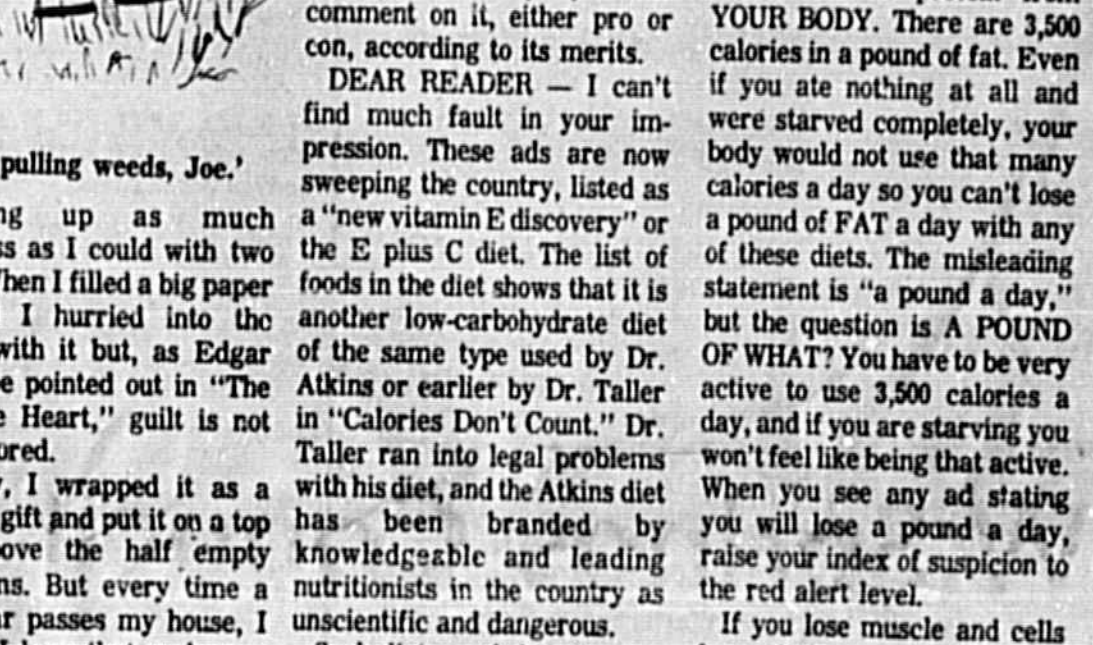 pulling weeds, Joe.'
up as much
as I could with two
I filled a big paper
I hurried into the
with it but, as Edgar
pointed out in "The
Heart," guilt is not
I wrapped it as a
gift and put it on a top
the half empty
But every time a
passes my house, I
comment on it, either pro or
con, according to its merits.
DEAR READER — I can't
find much fault in your im-
pression. These ads are now
sweeping the country, listed as
a "new vitamin E discovery" or
the E plus C diet. The list of
foods in the diet shows that it is
another low-carbohydrate diet
of the same type used by Dr.
Atkins or earlier by Dr. Taller
in "Calories Don't Count." Dr.
Taller ran into legal problems
with his diet, and the Atkins diet
has been branded by
knowledgeable and leading
nutritionists in the country as
unscientific and dangerous.
YOUR BODY. There are 3,500
calories in a pound of fat. Even
if you ate nothing at all and
were starved completely, your
body would not use that many
calories a day so you can't lose
a pound of FAT a day with any
of these diets. The misleading
statement is "a pound a day,"
but the question is A POUND
OF WHAT? You have to be very
active to use 3,500 calories a
day, and if you are starving you
won't feel like being that active.
When you see any ad stating
you will lose a pound a day,
raise your index of suspicion to
the red alert level.
If you lose muscle and cells